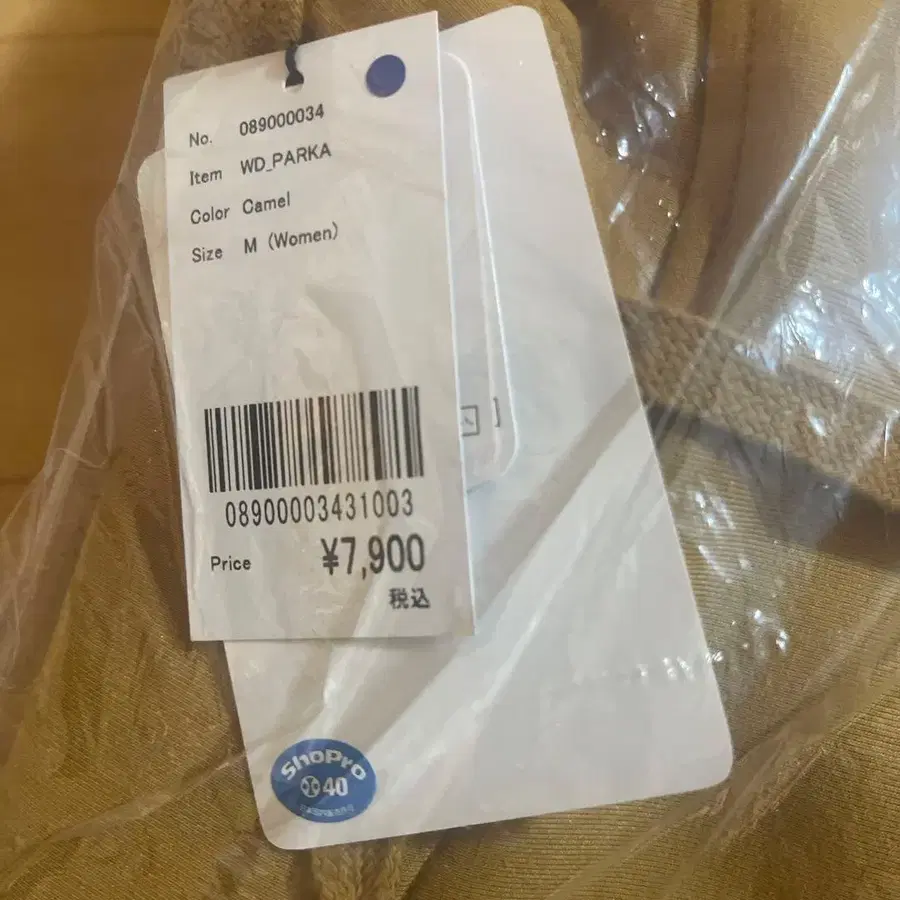 No. 089000034
Item WD_PARKA
Color Camel
Size M (Women)
08900003431003
Price ¥7,900
税込
]
ShoPro
40